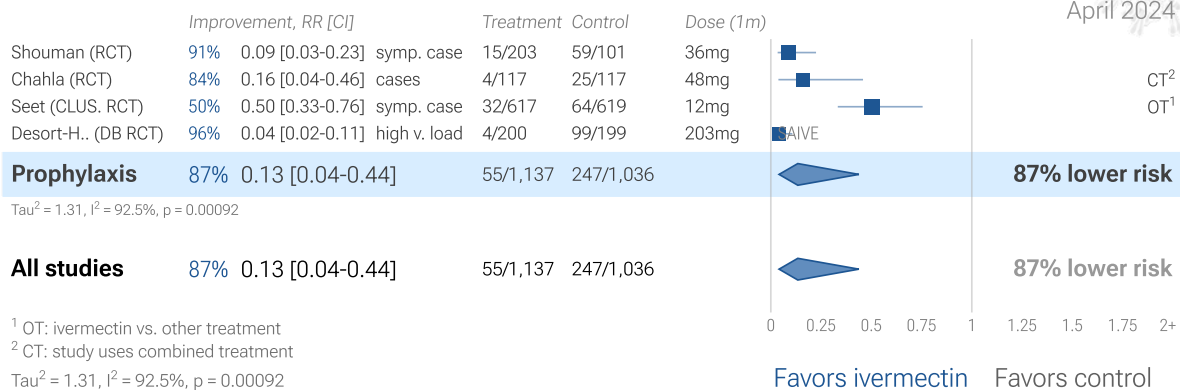 April 2024
Improvement, RR [CI] Treatment Control Dose (1m)
Shouman (RCT) 91% 0.09 [0.03-0.23] symp. case 15/203 59/101 36mg
Chahla (RCT) 84% 0.16 [0.04-0.46] cases 4/117 25/117 48mg CT²
Seet (CLUS. RCT) 50% 0.50 [0.33-0.76] symp. case 32/617 64/619 12mg OT¹
Desort-H.. (DB RCT) 96% 0.04 [0.02-0.11] high v. load 4/200 99/199 203mg SAIVE
Prophylaxis 87% 0.13 [0.04-0.44] 55/1,137 247/1,036 87% lower risk
Tau² = 1.31, I² = 92.5%, p = 0.00092
All studies 87% 0.13 [0.04-0.44] 55/1,137 247/1,036 87% lower risk
0 0.25 0.5 0.75 1 1.25 1.5 1.75 2+
¹ OT: ivermectin vs. other treatment
² CT: study uses combined treatment
Tau² = 1.31, I² = 92.5%, p = 0.00092
Favors ivermectin Favors control